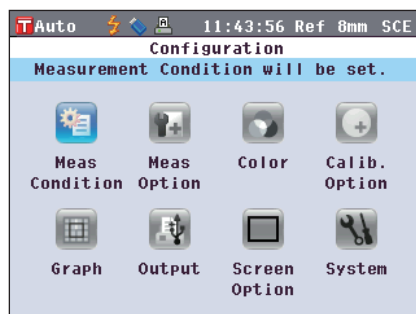 T Auto A 11:43:56 Ref 8mm SCE
Configuration
Measurement Condition will be set.
Meas Condition
Meas Option
Color
Calib. Option
Graph
Output
Screen Option
System